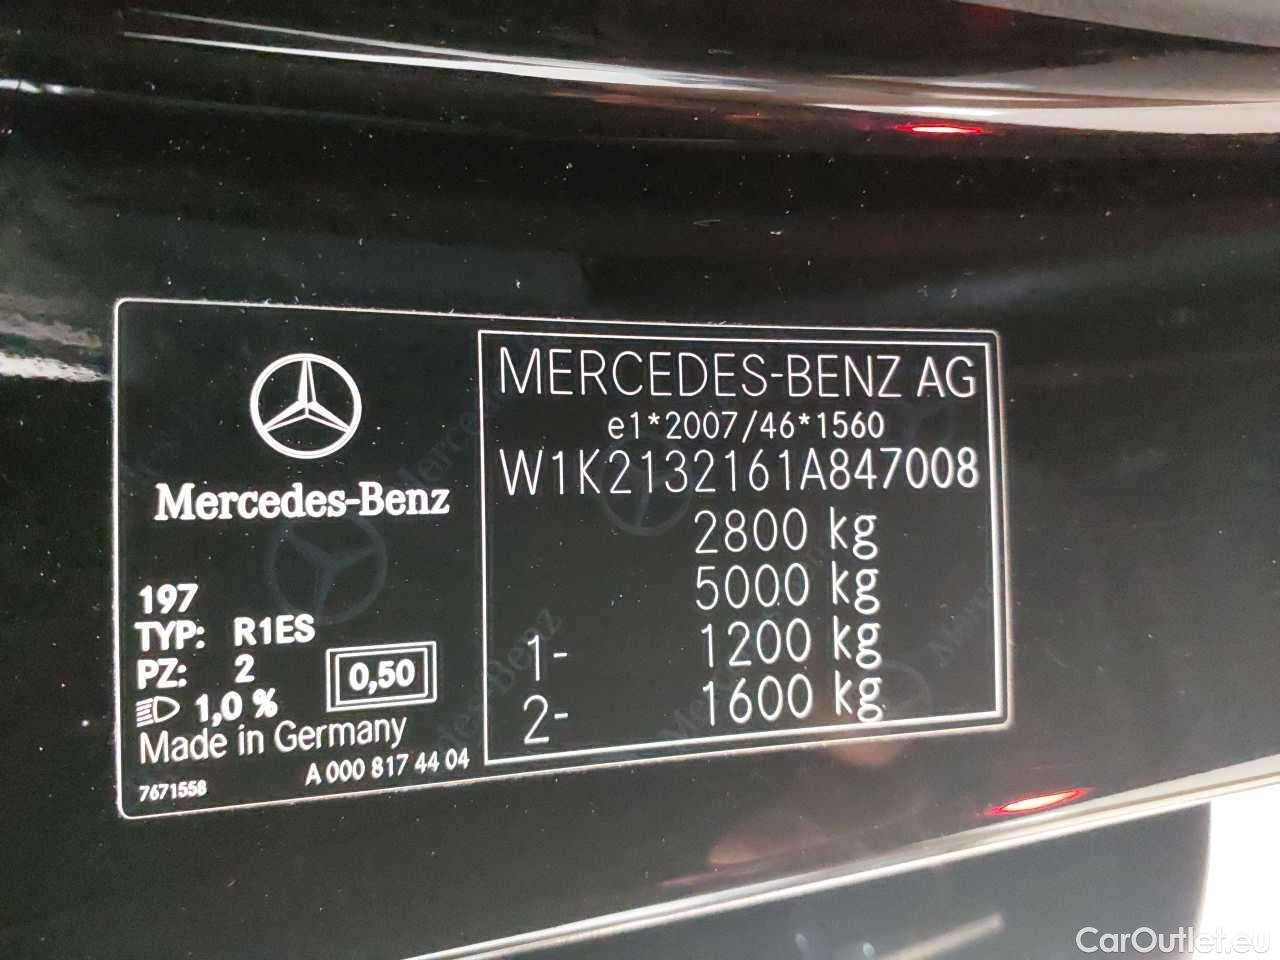 Mercedes-Benz
197
TYP: R1ES
PZ: 2
1,0 %
0,50
Made in Germany
A 000 817 44 04
7671558
MERCEDES-BENZ AG
e1*2007/46*1560
W1K2132161A847008
2800 kg
5000 kg
1- 1200 kg
2- 1600 kg
CarOutlet.eu